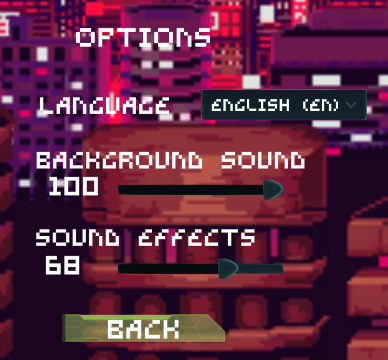 OPTIONS
LANGUAGE ENGLISH (EN)
BACKGROUND SOUND
100
SOUND EFFECTS
68
BACK